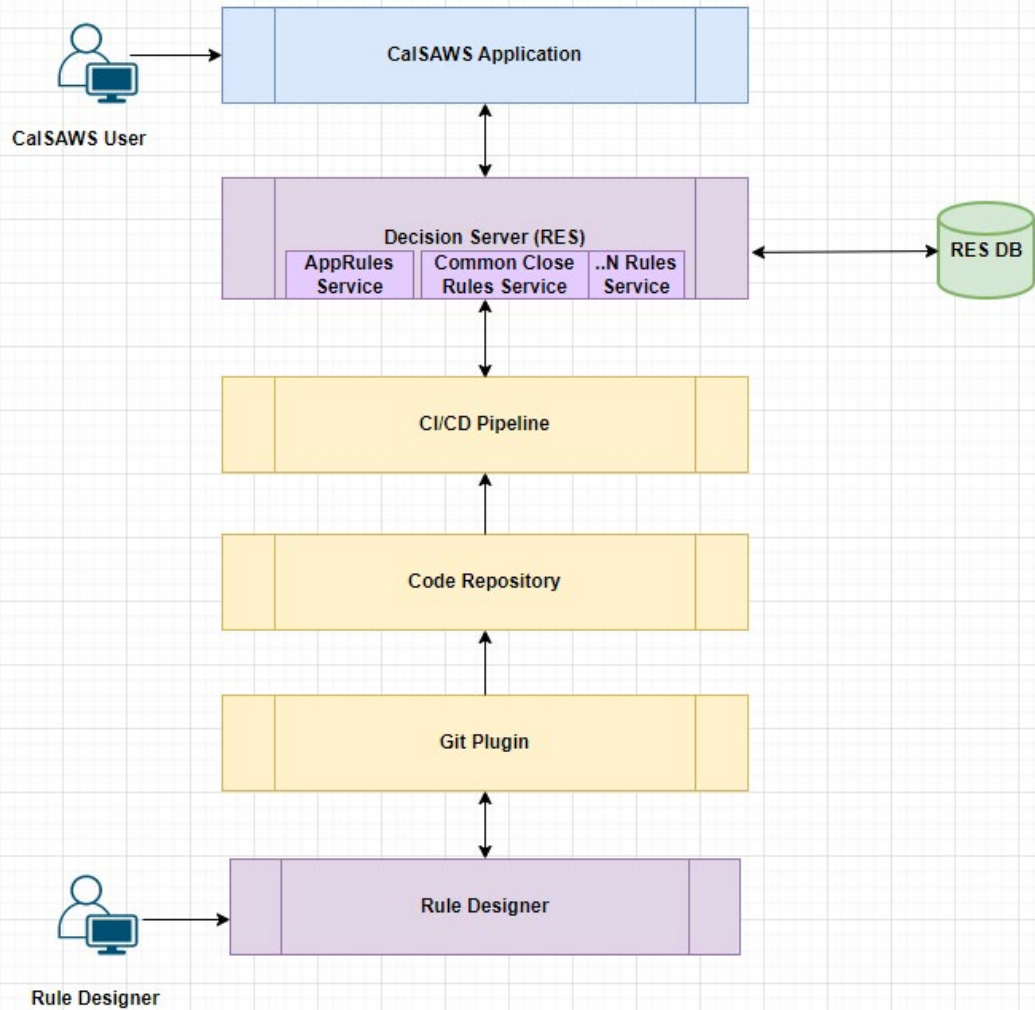 CalSAWS Application
CalSAWS User
Decision Server (RES)
AppRules
Service
Common Close
Rules Service
..N Rules
Service
RES DB
CI/CD Pipeline
Code Repository
Git Plugin
Rule Designer
Rule Designer